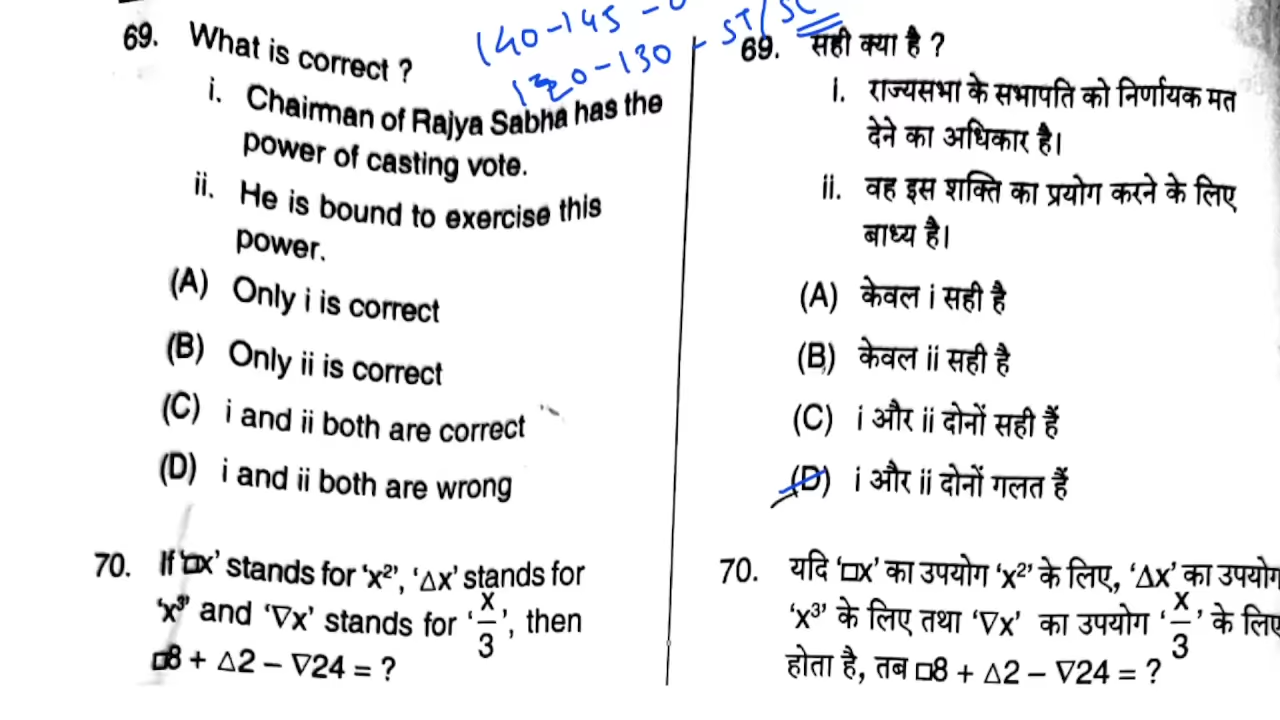 140-145 -
130-130 - ST/SC
69. What is correct ?
i. Chairman of Rajya Sabha has the
power of casting vote.
ii. He is bound to exercise this
power.
(A) Only i is correct
(B) Only ii is correct
(C) i and ii both are correct
(D) i and ii both are wrong
70. If '□x' stands for 'x²', 'Δx' stands for
'x³' and '∇x' stands for 'x/3', then
□8 + Δ2 – ∇24 = ?
69. सही क्या है ?
i. राज्यसभा के सभापति को निर्णायक मत
देने का अधिकार है।
ii. वह इस शक्ति का प्रयोग करने के लिए
बाध्य है।
(A) केवल i सही है
(B) केवल ii सही है
(C) i और ii दोनों सही हैं
(D) i और ii दोनों गलत हैं
70. यदि '□x' का उपयोग 'x²' के लिए, 'Δx' का उपयोग
'x³' के लिए तथा '∇x' का उपयोग 'x/3' के लिए
होता है, तब □8 + Δ2 – ∇24 = ?